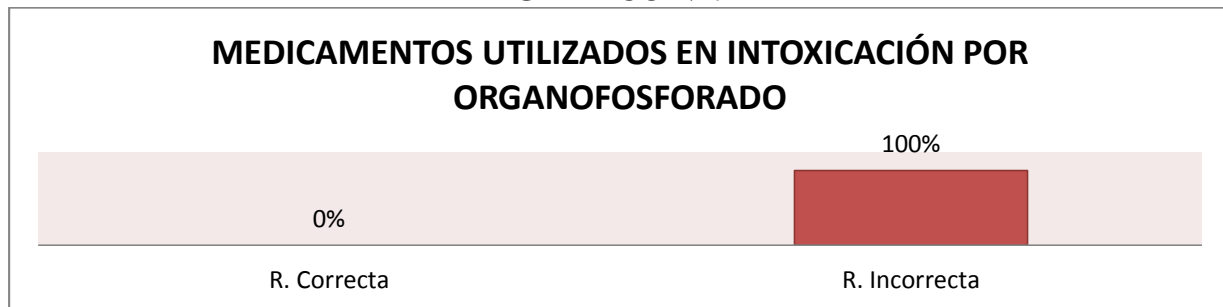 MEDICAMENTOS UTILIZADOS EN INTOXICACIÓN POR
ORGANOFOSFORADO
100%
0%
R. Correcta
R. Incorrecta